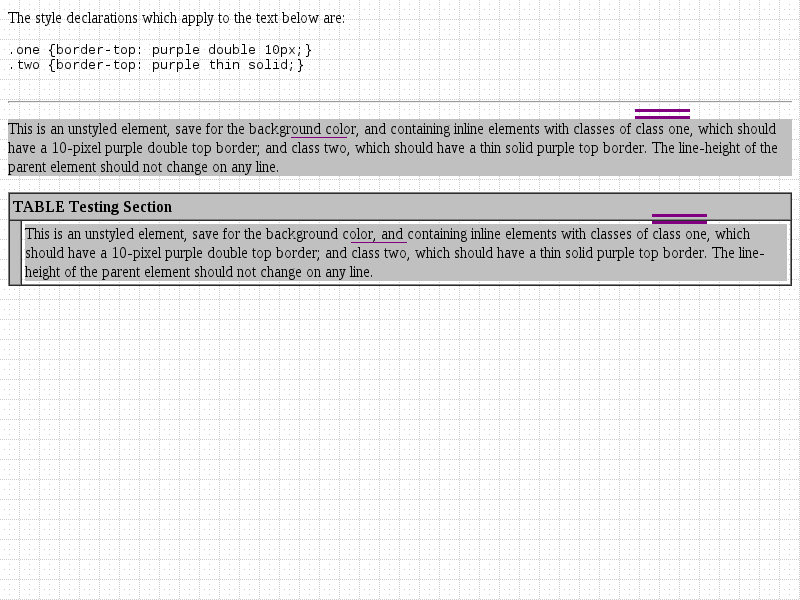 The style declarations which apply to the text below are:
.one {border-top: purple double 10px;}
.two {border-top: purple thin solid;}
This is an unstyled element, save for the background color, and containing inline elements with classes of class one, which should
have a 10-pixel purple double top border; and class two, which should have a thin solid purple top border. The line-height of the
parent element should not change on any line.
TABLE Testing Section
This is an unstyled element, save for the background color, and containing inline elements with classes of class one, which
should have a 10-pixel purple double top border; and class two, which should have a thin solid purple top border. The line-
height of the parent element should not change on any line.